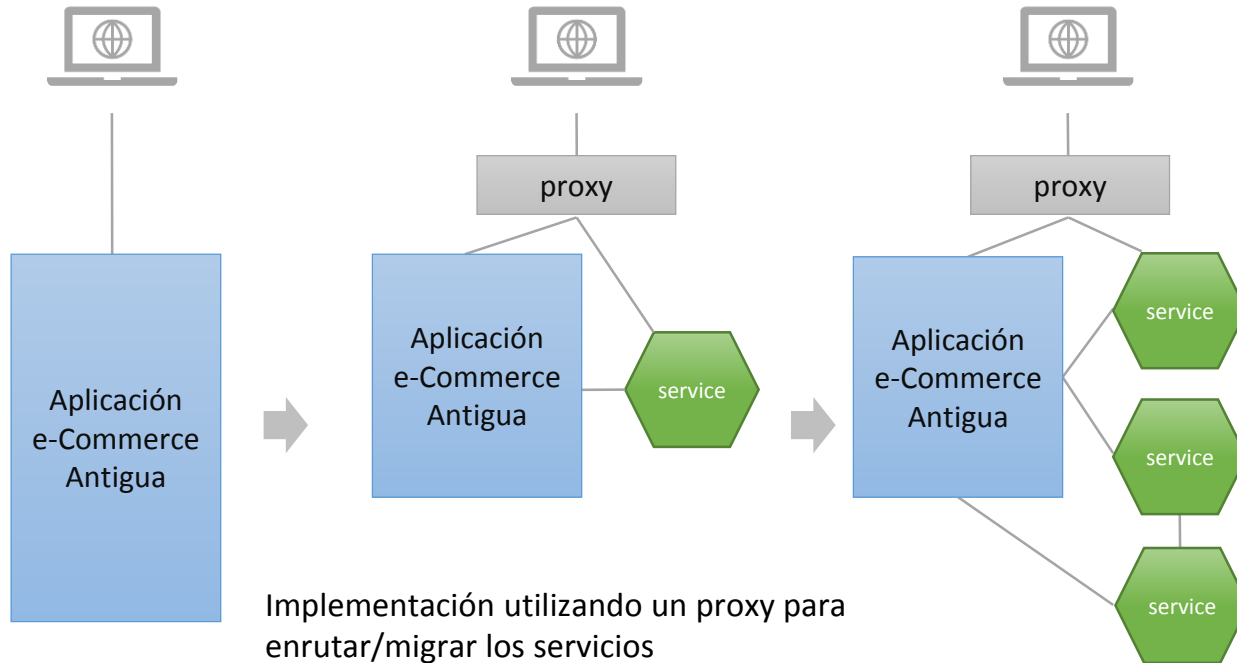 proxy
proxy
Aplicación
e-Commerce
Antigua
Aplicación
e-Commerce
Antigua
service
Aplicación
e-Commerce
Antigua
service
service
service
Implementación utilizando un proxy para
enrutar/migrar los servicios